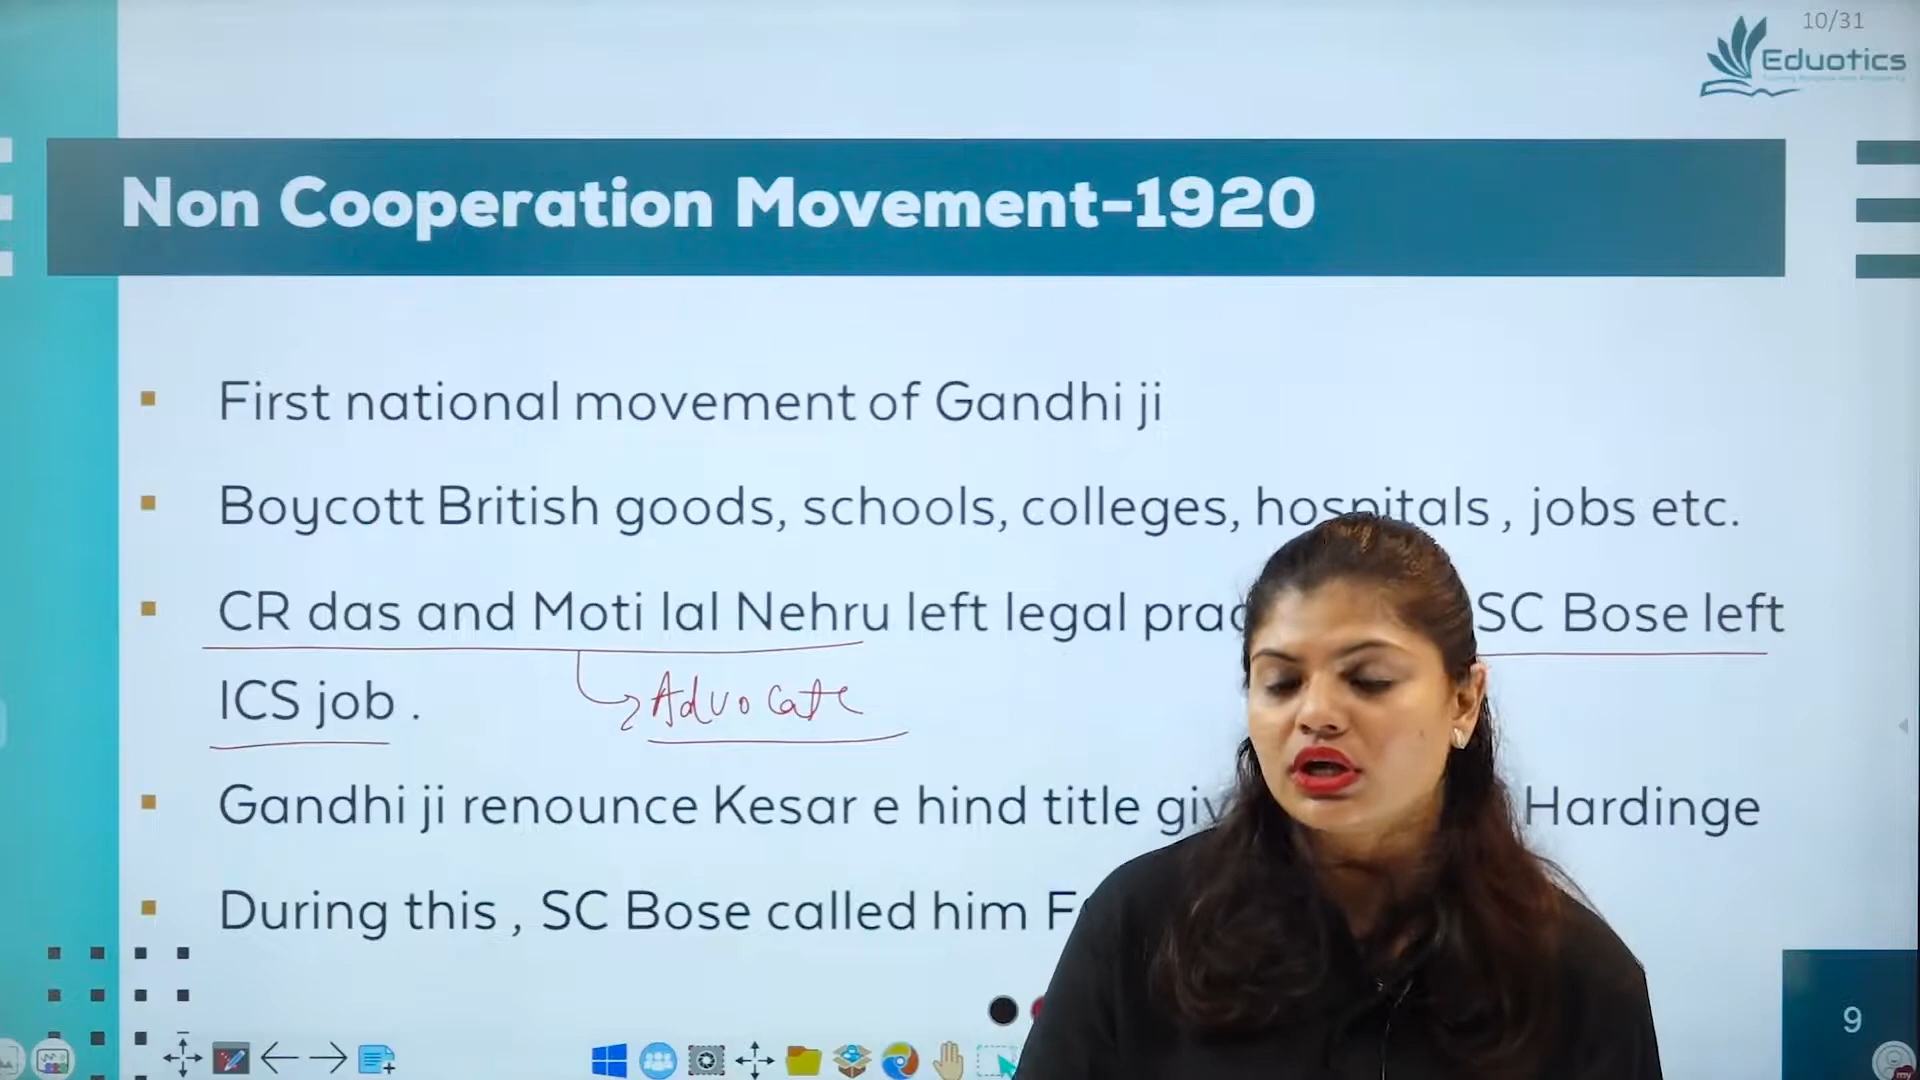 10/31
Eduotics
Non Cooperation Movement-1920
First national movement of Gandhi ji
Boycott British goods, schools, colleges, hospitals, jobs etc.
CR das and Moti lal Nehru left legal SC Bose left
ICS job.
Advocate
Gandhi ji renounce Kesar e hind title Hardinge
During this, SC Bose called him
9